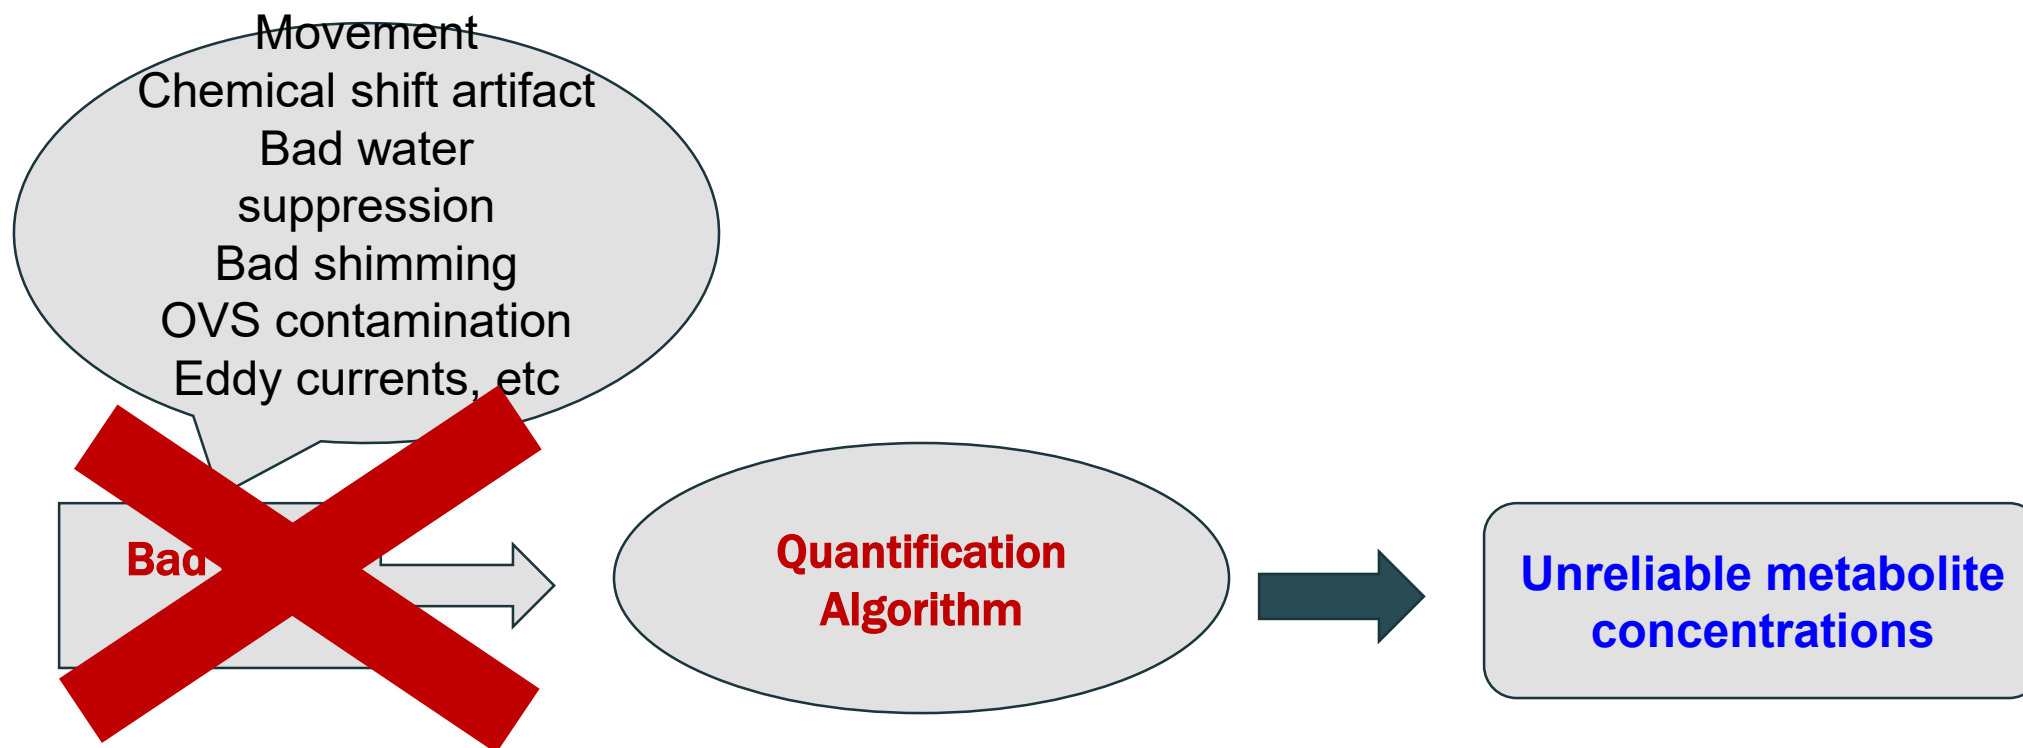 Movement
Chemical shift artifact
Bad water
suppression
Bad shimming
OVS contamination
Eddy currents, etc
Bad
Quantification
Algorithm
Unreliable metabolite
concentrations